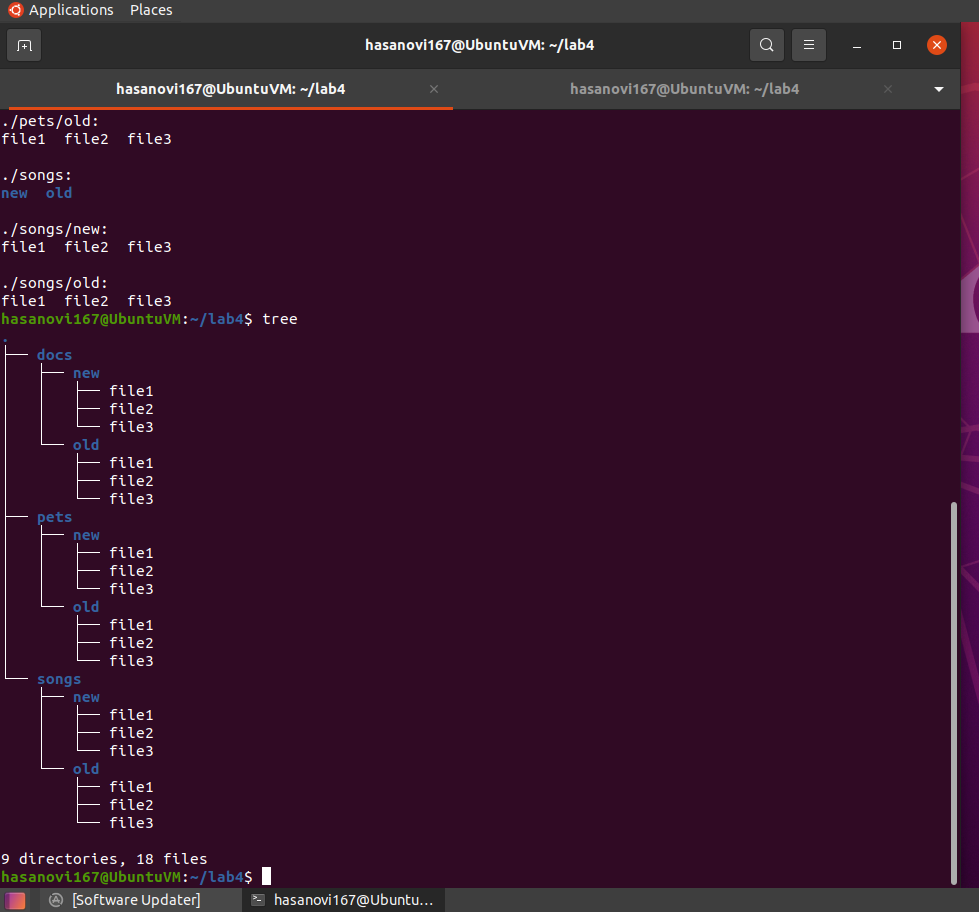 Applications Places
hasanovi167@UbuntuVM: ~/lab4
hasanovi167@UbuntuVM: ~/lab4 × hasanovi167@UbuntuVM: ~/lab4 ×
./pets/old:
file1  file2  file3

./songs:
new  old

./songs/new:
file1  file2  file3

./songs/old:
file1  file2  file3
hasanovi167@UbuntuVM:~/lab4$ tree
.
├── docs
│   ├── new
│   │   ├── file1
│   │   ├── file2
│   │   └── file3
│   └── old
│       ├── file1
│       ├── file2
│       └── file3
├── pets
│   ├── new
│   │   ├── file1
│   │   ├── file2
│   │   └── file3
│   └── old
│       ├── file1
│       ├── file2
│       └── file3
└── songs
    ├── new
    │   ├── file1
    │   ├── file2
    │   └── file3
    └── old
        ├── file1
        ├── file2
        └── file3

9 directories, 18 files
hasanovi167@UbuntuVM:~/lab4$
[Software Updater] hasanovi167@Ubuntu...